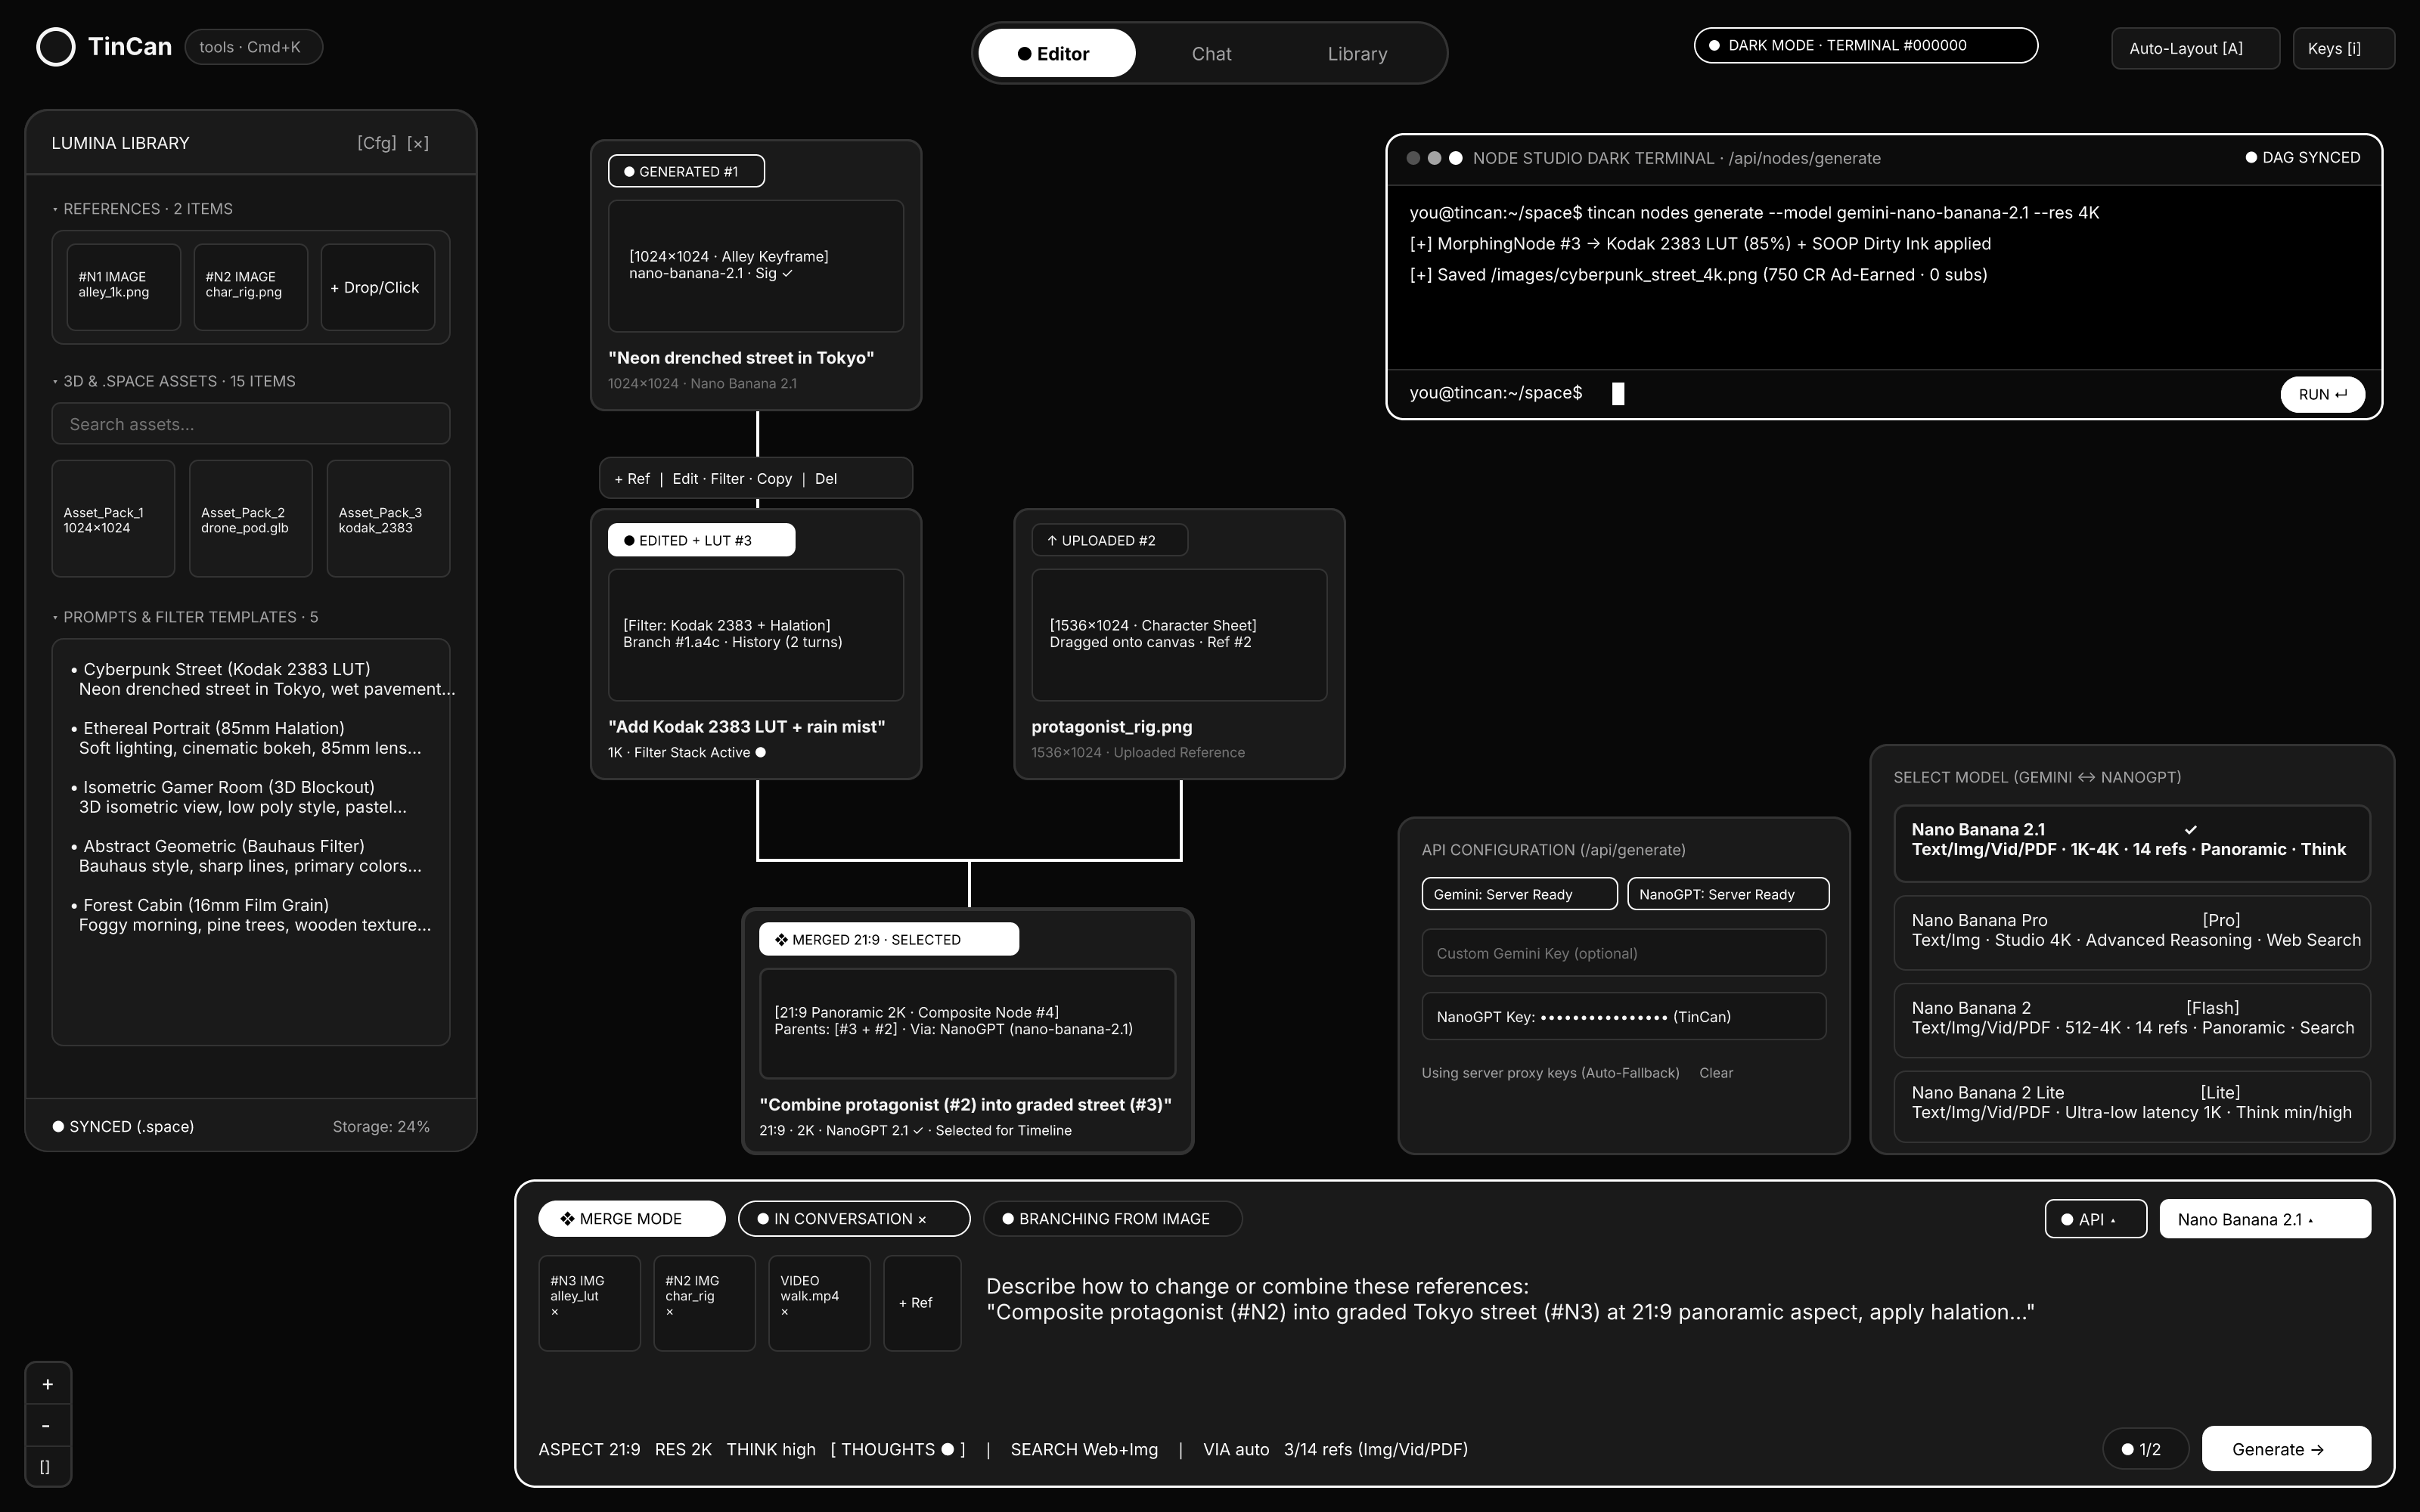 TinCan
tools · Cmd+K
● Editor
Chat
Library
● DARK MODE · TERMINAL #000000
Auto-Layout [A]
Keys [i]
LUMINA LIBRARY
[Cfg] [×]
▾ REFERENCES · 2 ITEMS
#N1 IMAGE
alley_1k.png
#N2 IMAGE
char_rig.png
+ Drop/Click
▾ 3D & .SPACE ASSETS · 15 ITEMS
Search assets...
Asset_Pack_1
1024×1024
Asset_Pack_2
drone_pod.glb
Asset_Pack_3
kodak_2383
▾ PROMPTS & FILTER TEMPLATES · 5
• Cyberpunk Street (Kodak 2383 LUT)
Neon drenched street in Tokyo, wet pavement...
• Ethereal Portrait (85mm Halation)
Soft lighting, cinematic bokeh, 85mm lens...
• Isometric Gamer Room (3D Blockout)
3D isometric view, low poly style, pastel...
• Abstract Geometric (Bauhaus Filter)
Bauhaus style, sharp lines, primary colors...
• Forest Cabin (16mm Film Grain)
Foggy morning, pine trees, wooden texture...
● SYNCED (.space)
Storage: 24%
● GENERATED #1
[1024×1024 · Alley Keyframe]
nano-banana-2.1 · Sig ✓
"Neon drenched street in Tokyo"
1024×1024 · Nano Banana 2.1
+ Ref | Edit · Filter · Copy | Del
● EDITED + LUT #3
[Filter: Kodak 2383 + Halation]
Branch #1.a4c · History (2 turns)
"Add Kodak 2383 LUT + rain mist"
1K · Filter Stack Active ●
↑ UPLOADED #2
[1536×1024 · Character Sheet]
Dragged onto canvas · Ref #2
protagonist_rig.png
1536×1024 · Uploaded Reference
❖ MERGED 21:9 · SELECTED
[21:9 Panoramic 2K · Composite Node #4]
Parents: [#3 + #2] · Via: NanoGPT (nano-banana-2.1)
"Combine protagonist (#2) into graded street (#3)"
21:9 · 2K · NanoGPT 2.1 ✓ · Selected for Timeline
NODE STUDIO DARK TERMINAL · /api/nodes/generate
● DAG SYNCED
you@tincan:~/space$ tincan nodes generate --model gemini-nano-banana-2.1 --res 4K
[+] MorphingNode #3 → Kodak 2383 LUT (85%) + SOOP Dirty Ink applied
[+] Saved /images/cyberpunk_street_4k.png (750 CR Ad-Earned · 0 subs)
you@tincan:~/space$
RUN ↵
API CONFIGURATION (/api/generate)
Gemini: Server Ready
NanoGPT: Server Ready
Custom Gemini Key (optional)
NanoGPT Key: •••••••••••••••• (TinCan)
Using server proxy keys (Auto-Fallback) Clear
SELECT MODEL (GEMINI ↔ NANOGPT)
Nano Banana 2.1 ✓
Text/Img/Vid/PDF · 1K-4K · 14 refs · Panoramic · Think
Nano Banana Pro [Pro]
Text/Img · Studio 4K · Advanced Reasoning · Web Search
Nano Banana 2 [Flash]
Text/Img/Vid/PDF · 512-4K · 14 refs · Panoramic · Search
Nano Banana 2 Lite [Lite]
Text/Img/Vid/PDF · Ultra-low latency 1K · Think min/high
❖ MERGE MODE
● IN CONVERSATION ×
● BRANCHING FROM IMAGE
● API ▴
Nano Banana 2.1 ▴
#N3 IMG
alley_lut
×
#N2 IMG
char_rig
×
VIDEO
walk.mp4
×
+ Ref
Describe how to change or combine these references:
"Composite protagonist (#N2) into graded Tokyo street (#N3) at 21:9 panoramic aspect, apply halation..."
ASPECT 21:9 RES 2K THINK high [ THOUGHTS ● ] | SEARCH Web+Img | VIA auto 3/14 refs (Img/Vid/PDF)
● 1/2
Generate →
+
-
[]